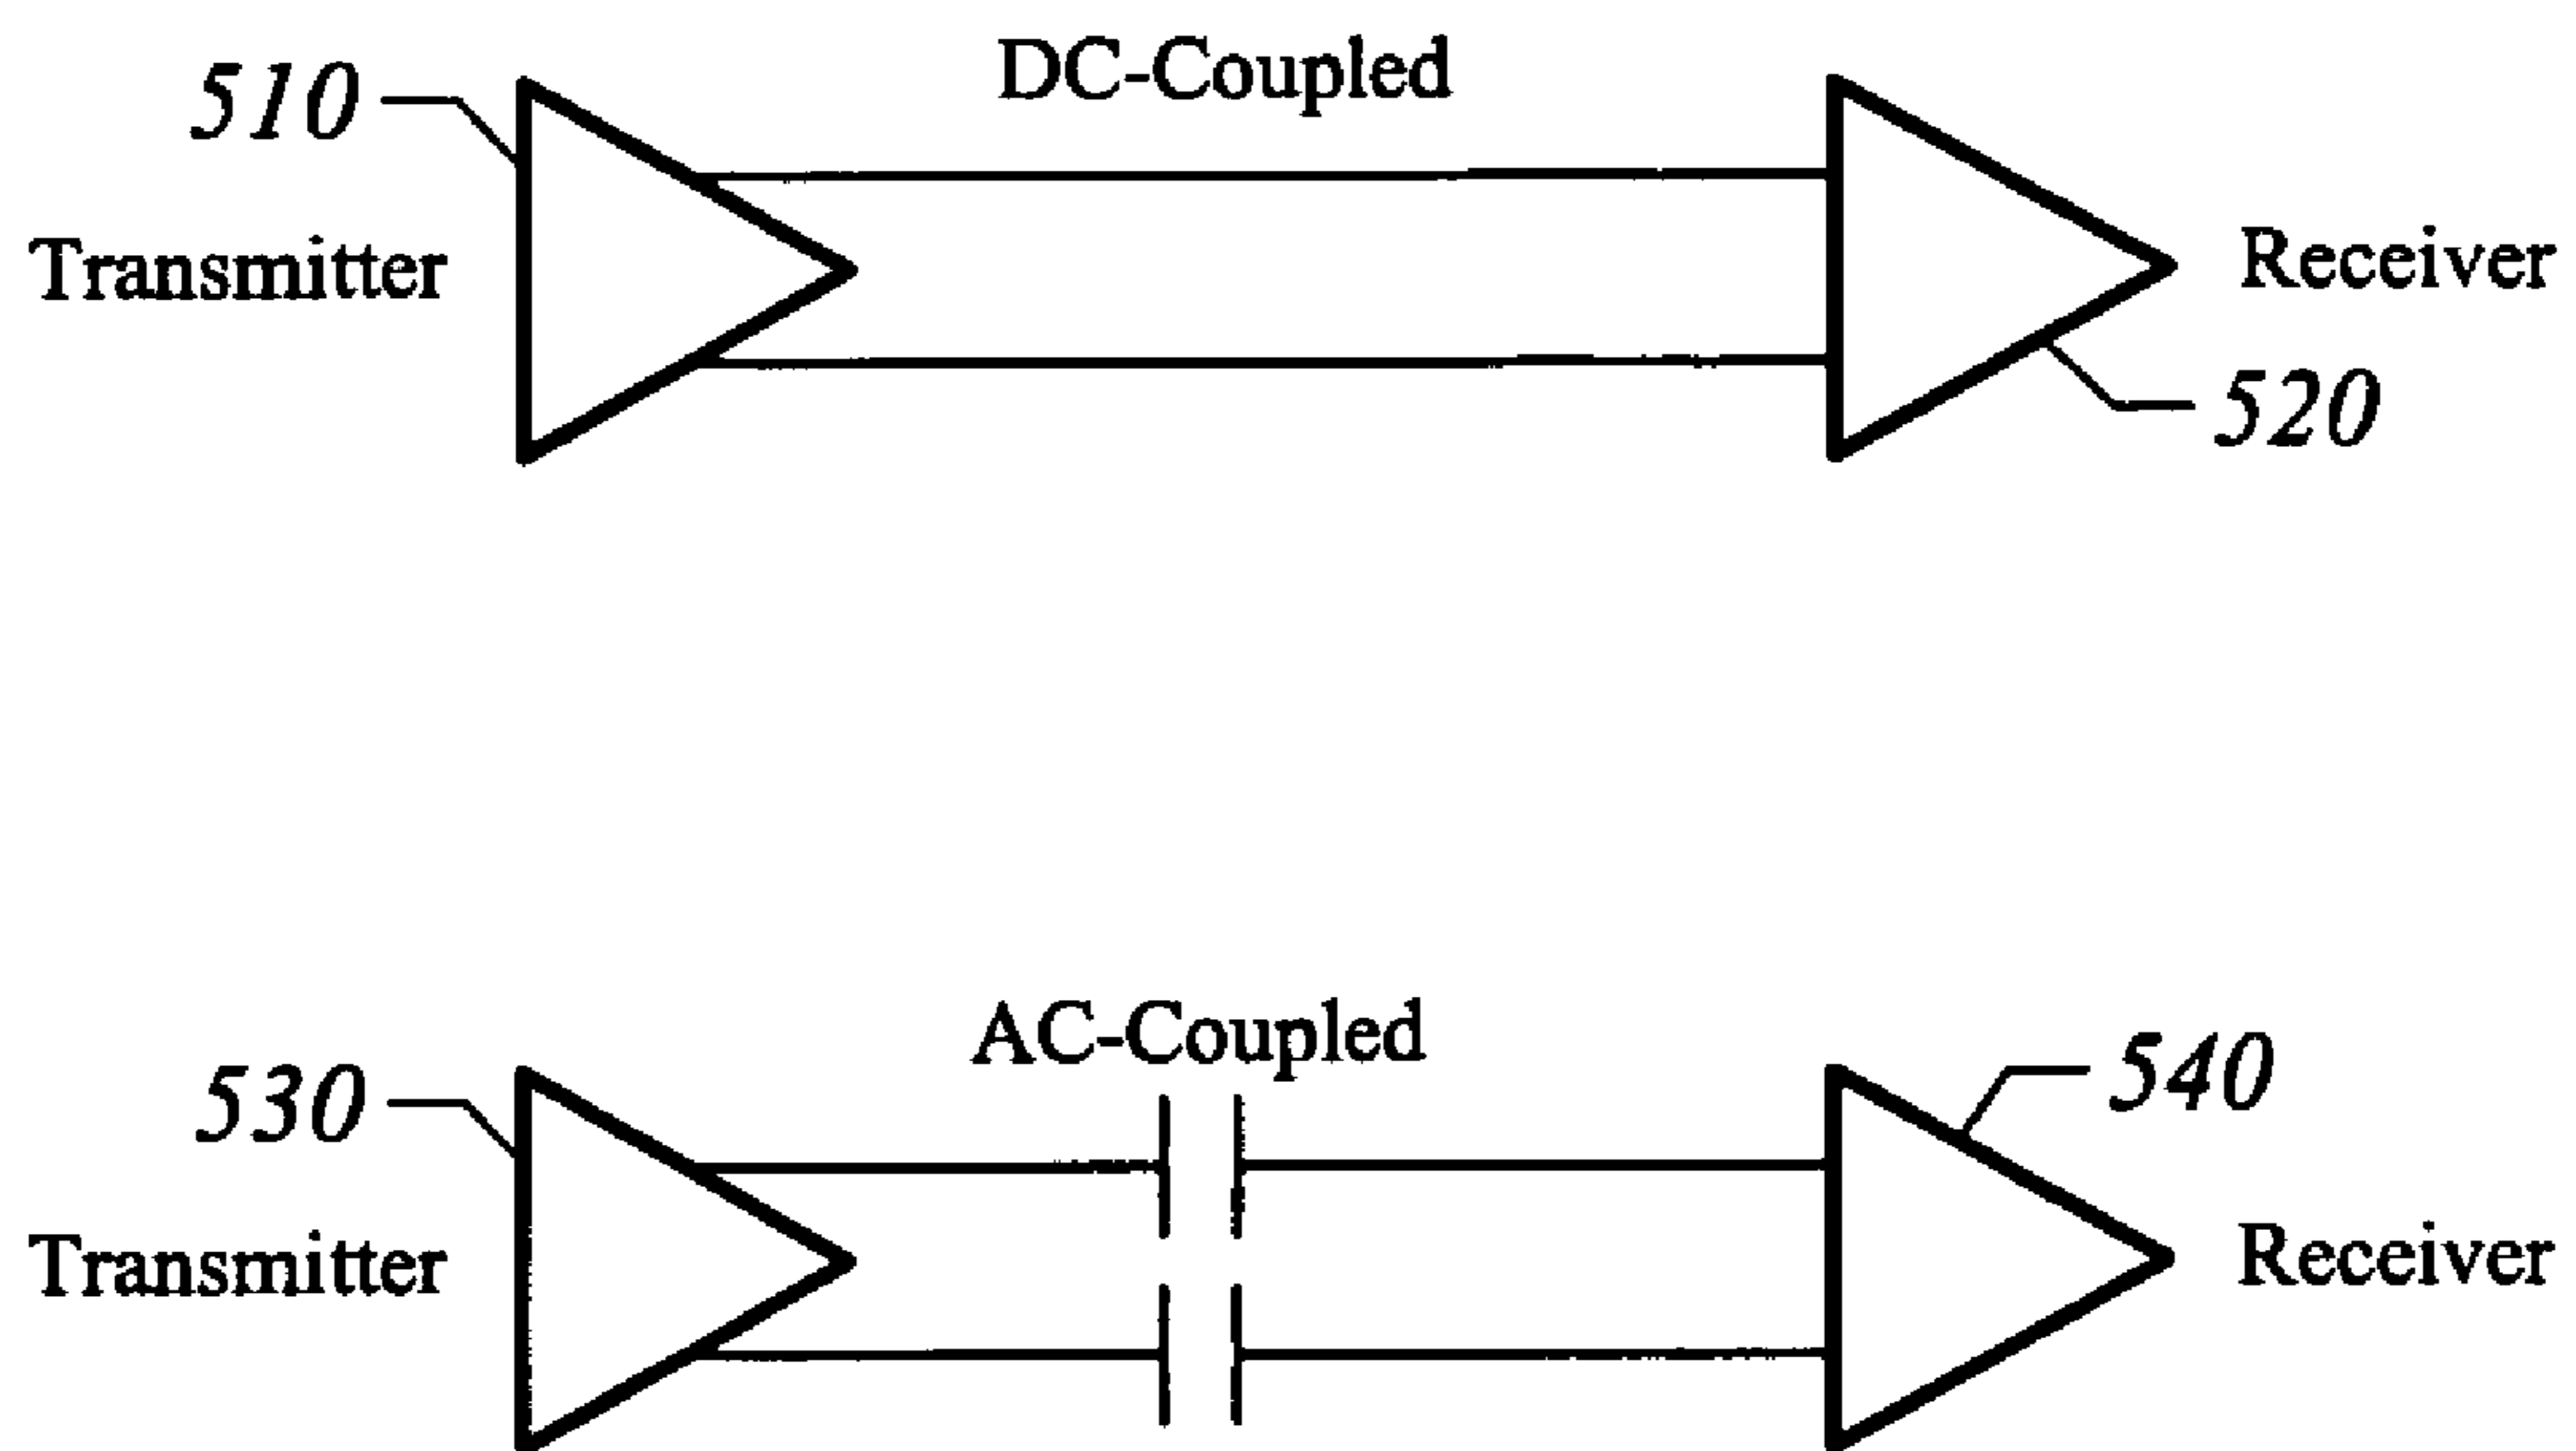 DC-Coupled
510
Transmitter
Receiver
520
AC-Coupled
530
540
Transmitter
Receiver